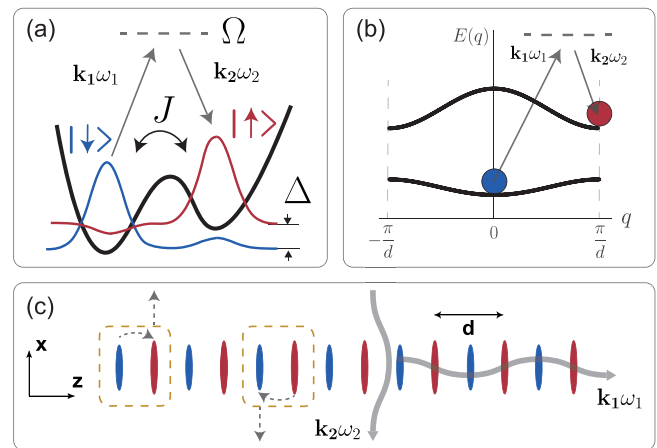 (a)
Ω
k₁ω₁
k₂ω₂
J
|↓⟩
|↑⟩
Δ
(b)
E(q)
k₁ω₁
k₂ω₂
-π/d
0
π/d
q
(c)
x
z
d
k₂ω₂
k₁ω₁